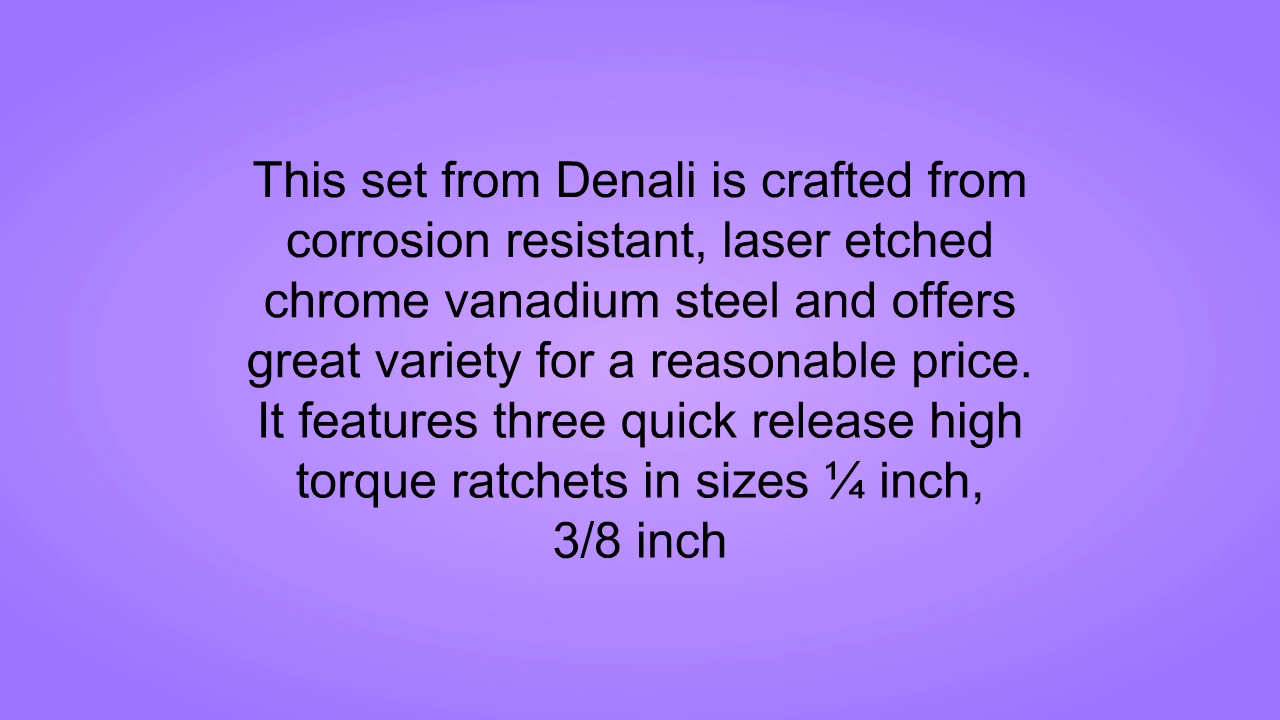 This set from Denali is crafted from
corrosion resistant, laser etched
chrome vanadium steel and offers
great variety for a reasonable price.
It features three quick release high
torque ratchets in sizes ¼ inch,
3/8 inch